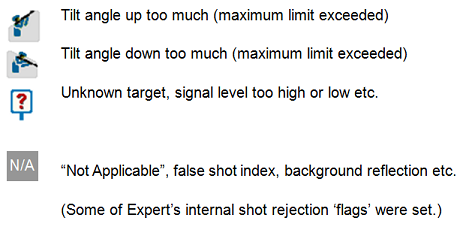 Tilt angle up too much (maximum limit exceeded)
Tilt angle down too much (maximum limit exceeded)
? Unknown target, signal level too high or low etc.
N/A "Not Applicable", false shot index, background reflection etc.
(Some of Expert's internal shot rejection 'flags' were set.)